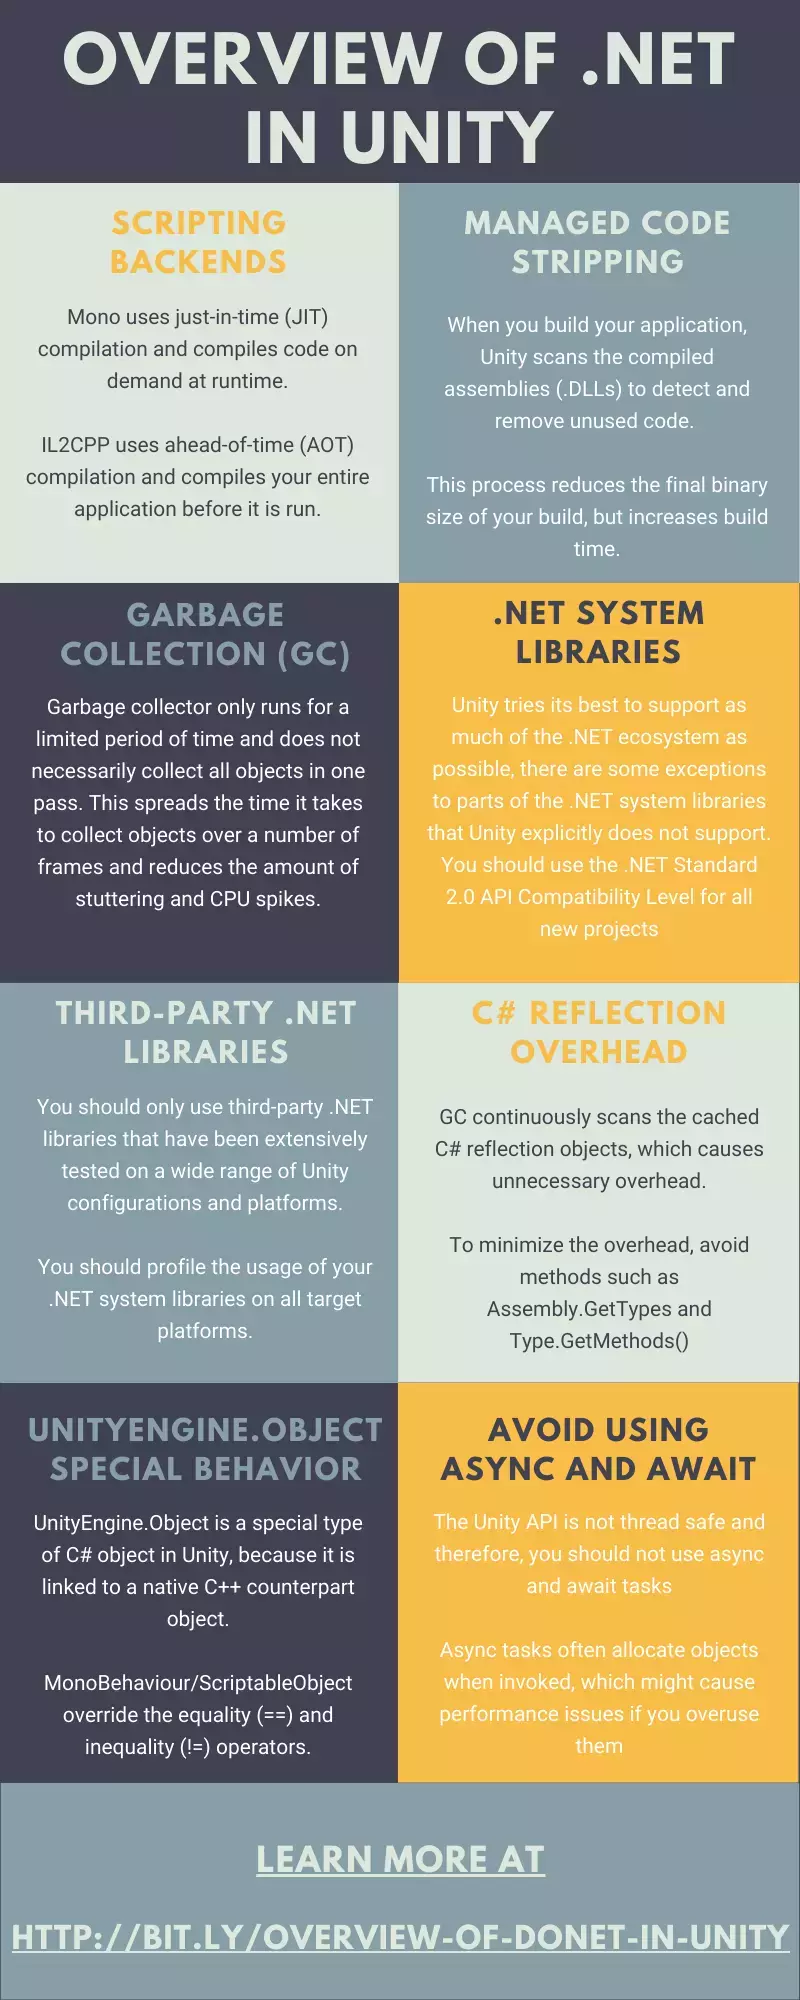 OVERVIEW OF .NET
IN UNITY
SCRIPTING
BACKENDS
Mono uses just-in-time (JIT)
compilation and compiles code on
demand at runtime.
IL2CPP uses ahead-of-time (AOT)
compilation and compiles your entire
application before it is run.
MANAGED CODE
STRIPPING
When you build your application,
Unity scans the compiled
assemblies (.DLLs) to detect and
remove unused code.
This process reduces the final binary
size of your build, but increases build
time.
GARBAGE
COLLECTION (GC)
Garbage collector only runs for a
limited period of time and does not
necessarily collect all objects in one
pass. This spreads the time it takes
to collect objects over a number of
frames and reduces the amount of
stuttering and CPU spikes.
.NET SYSTEM
LIBRARIES
Unity tries its best to support as
much of the .NET ecosystem as
possible, there are some exceptions
to parts of the .NET system libraries
that Unity explicitly does not support.
You should use the .NET Standard
2.0 API Compatibility Level for all
new projects
THIRD-PARTY .NET
LIBRARIES
You should only use third-party .NET
libraries that have been extensively
tested on a wide range of Unity
configurations and platforms.
You should profile the usage of your
.NET system libraries on all target
platforms.
C# REFLECTION
OVERHEAD
GC continuously scans the cached
C# reflection objects, which causes
unnecessary overhead.
To minimize the overhead, avoid
methods such as
Assembly.GetTypes and
Type.GetMethods()
UNITYENGINE.OBJECT
SPECIAL BEHAVIOR
UnityEngine.Object is a special type
of C# object in Unity, because it is
linked to a native C++ counterpart
object.
MonoBehaviour/ScriptableObject
override the equality (==) and
inequality (!=) operators.
AVOID USING
ASYNC AND AWAIT
The Unity API is not thread safe and
therefore, you should not use async
and await tasks
Async tasks often allocate objects
when invoked, which might cause
performance issues if you overuse
them
LEARN MORE AT
HTTP://BIT.LY/OVERVIEW-OF-DONET-IN-UNITY